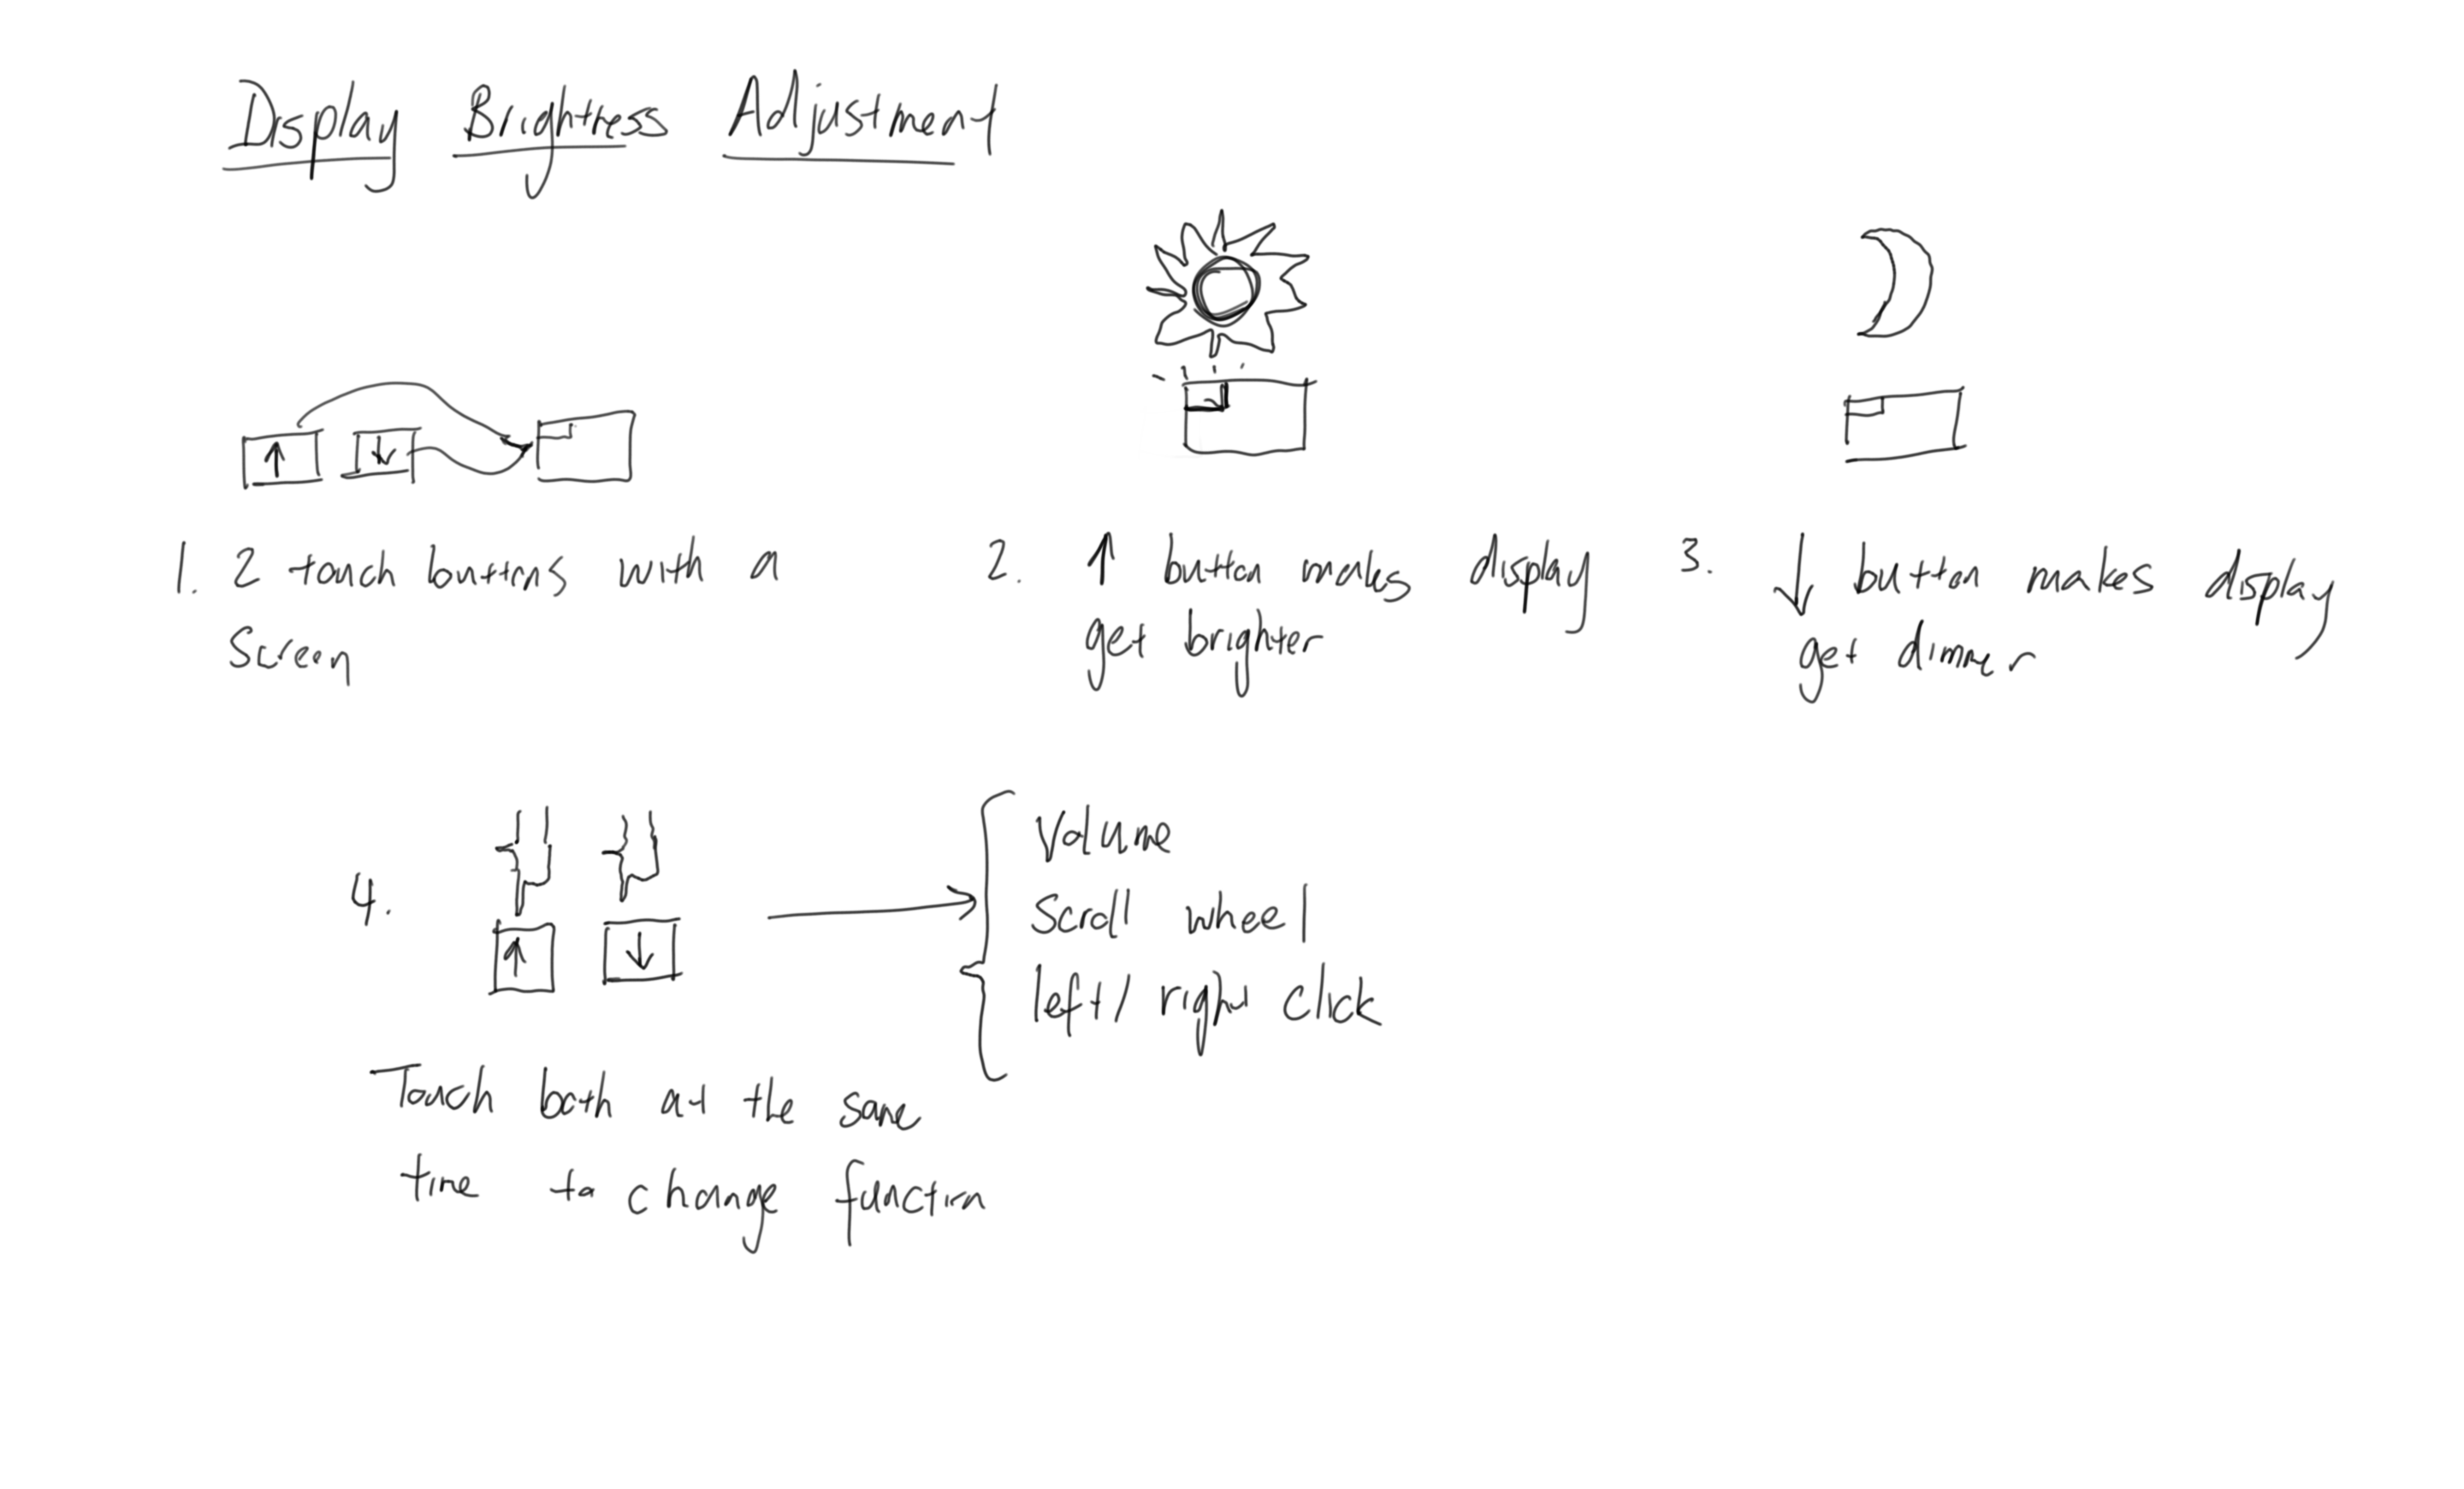 Display Brightness Adjustment
1. 2 touch buttons with a
screen
2. ↑ button makes display
get brighter
3. ↓ button makes display
get dimmer
4.
↑ ↓
Touch both at the same
time to change function
Volume
Scroll wheel
left/ right click